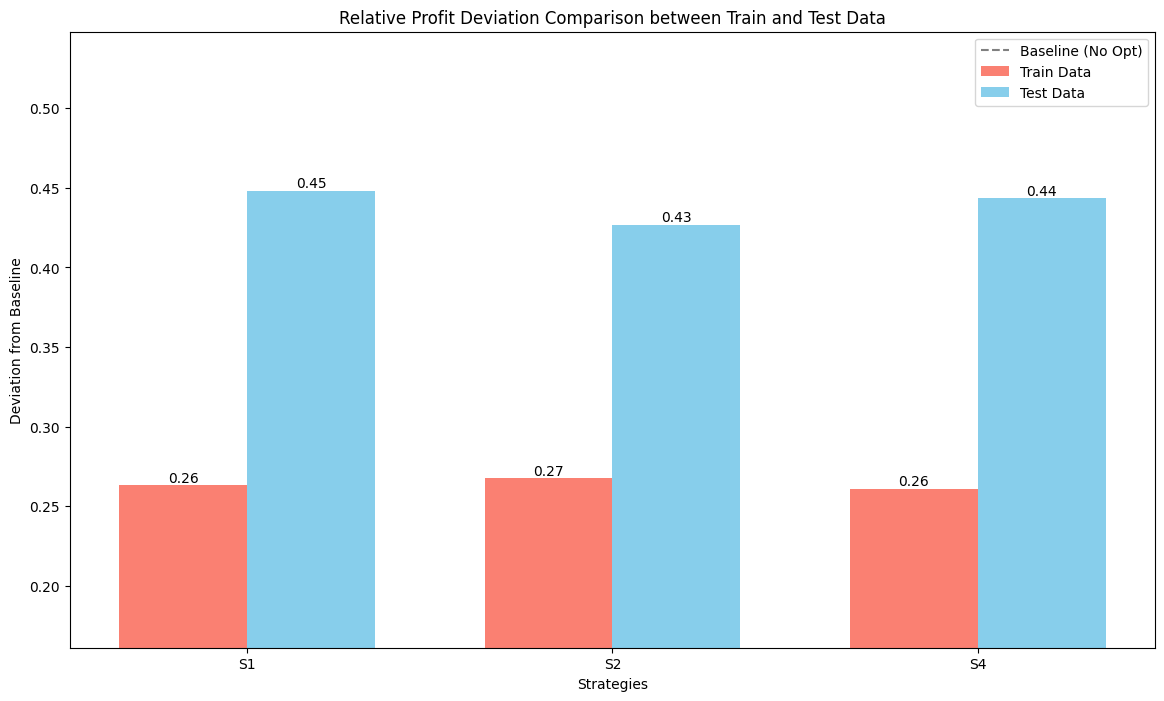 Relative Profit Deviation Comparison between Train and Test Data
Baseline (No Opt)
Train Data
Test Data
0.50
0.45
0.40
0.35
0.30
0.25
0.20
Deviation from Baseline
0.26
0.45
0.27
0.43
0.26
0.44
S1
S2
S4
Strategies